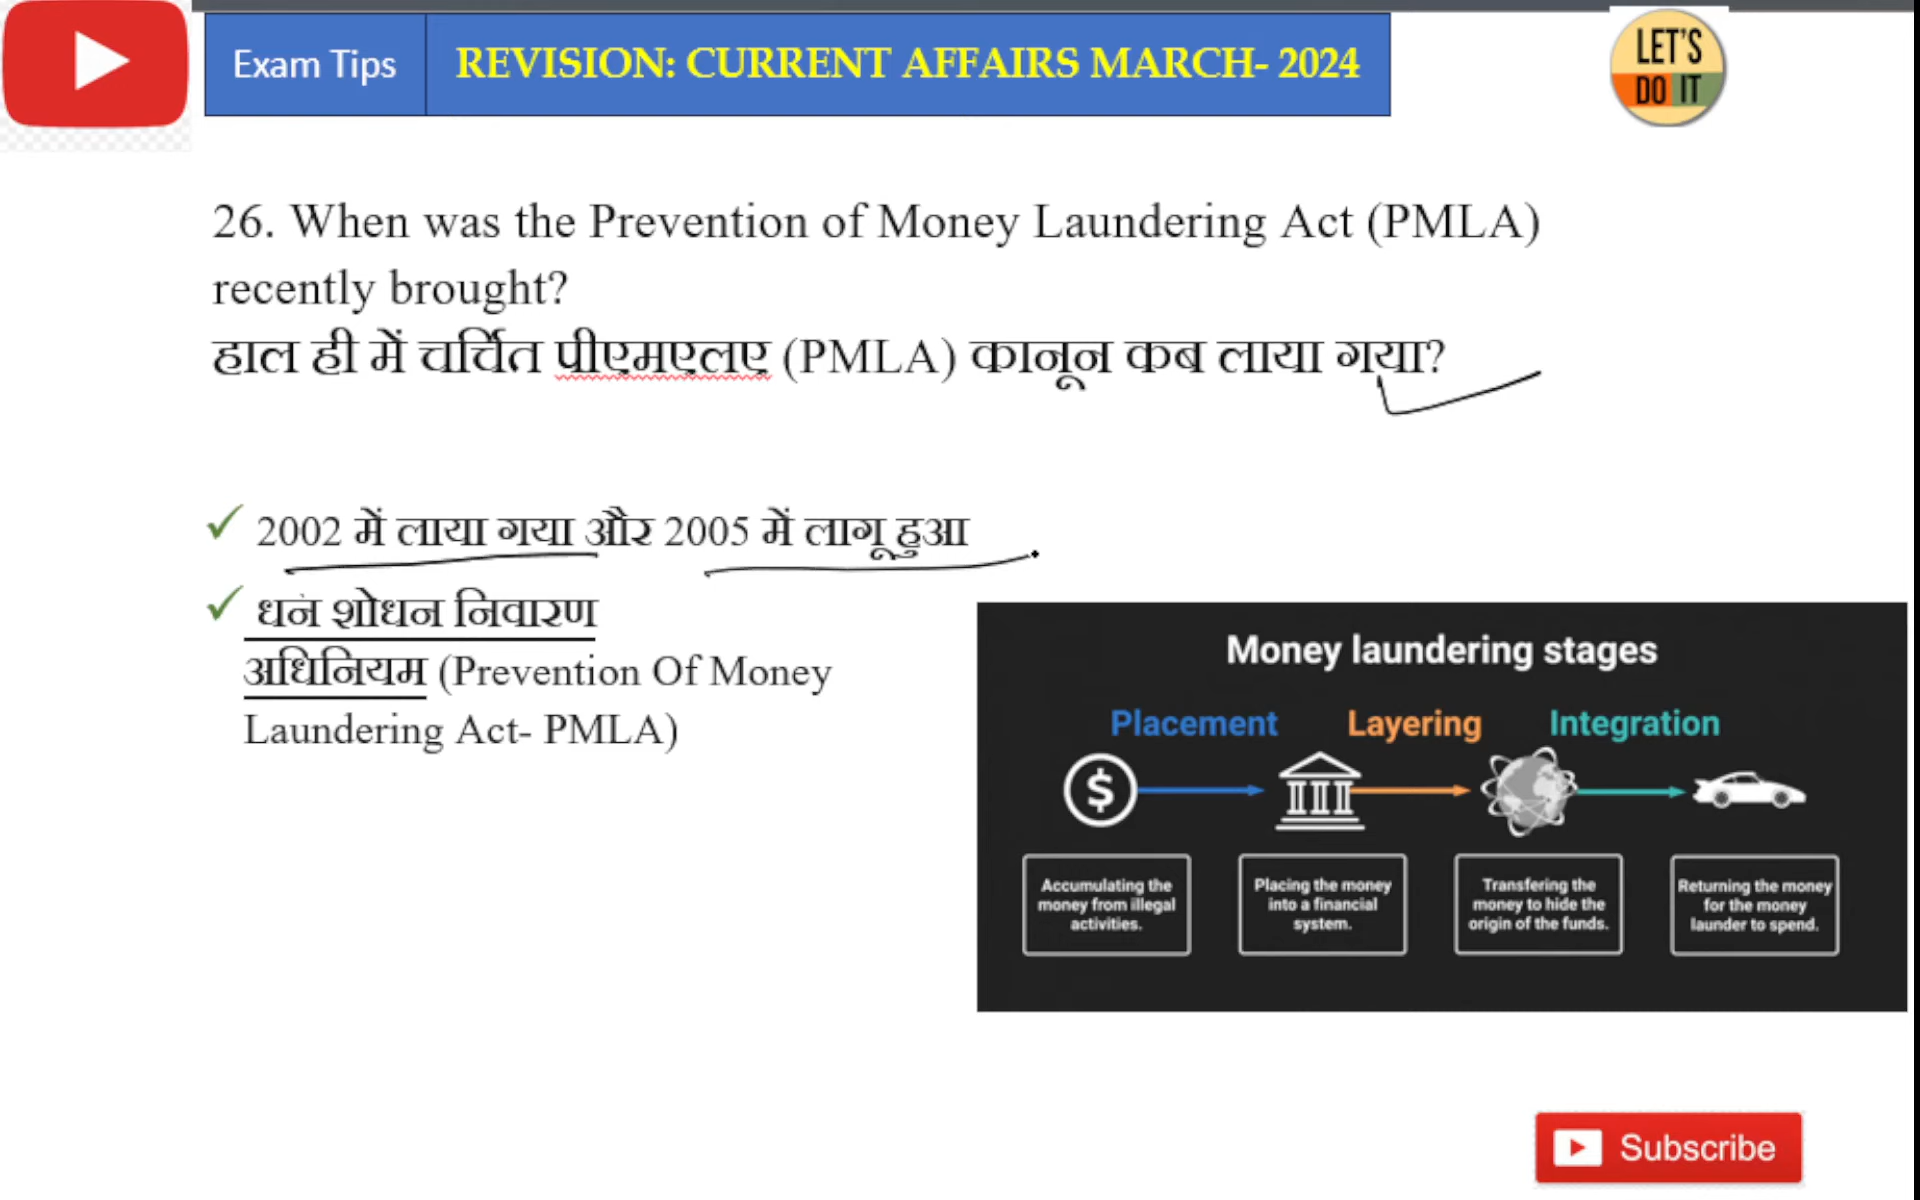 Exam Tips
REVISION: CURRENT AFFAIRS MARCH- 2024
LET'S
DO IT
26. When was the Prevention of Money Laundering Act (PMLA)
recently brought?
हाल ही में चर्चित पीएमएलए (PMLA) कानून कब लाया गया?
2002 में लाया गया और 2005 में लागू हुआ
धन शोधन निवारण
अधिनियम (Prevention Of Money
Laundering Act- PMLA)
Money laundering stages
Placement Layering Integration
$
Accumulating the
money from illegal
activities.
Placing the money
into a financial
system.
Transfering the
money to hide the
origin of the funds.
Returning the money
for the money
launder to spend.
Subscribe